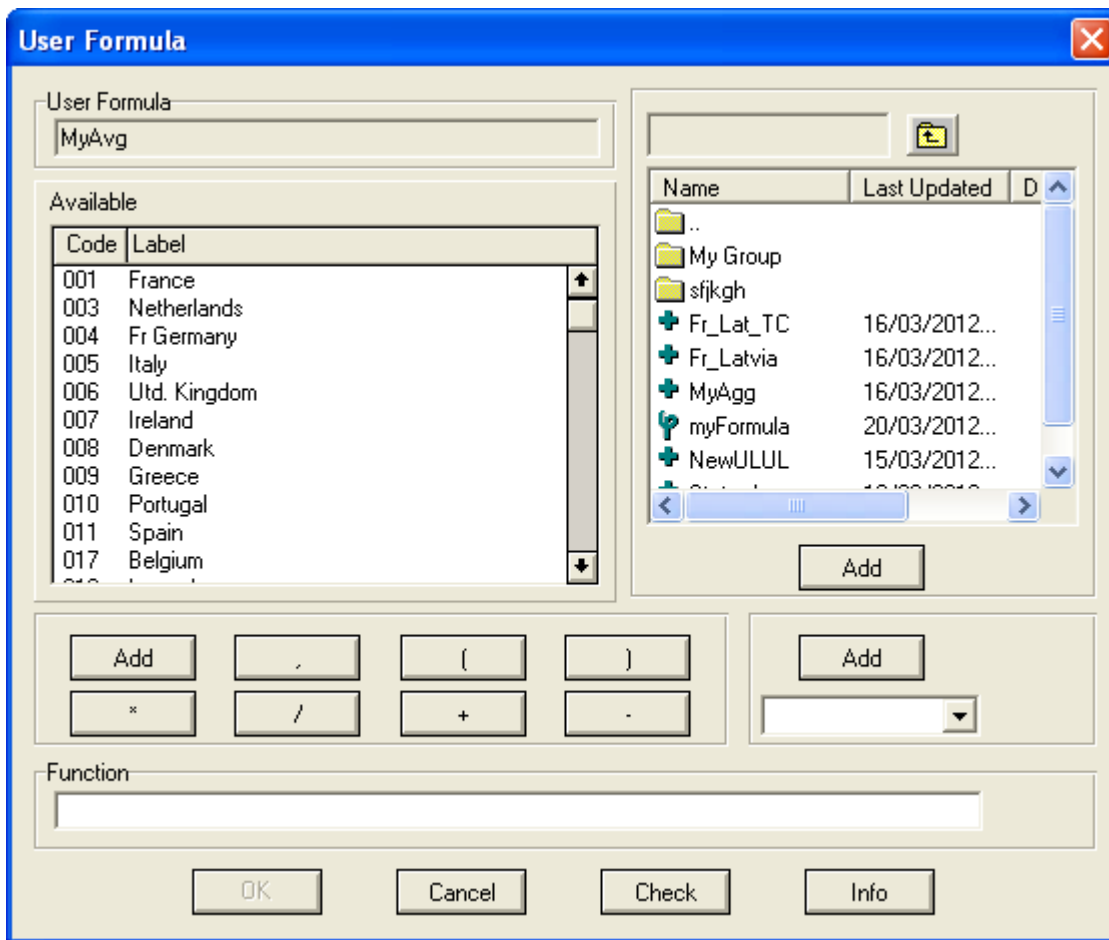 User Formula
User Formula
MyAvg
Available
Code Label
001 France
003 Netherlands
004 Fr Germany
005 Italy
006 Utd. Kingdom
007 Ireland
008 Denmark
009 Greece
010 Portugal
011 Spain
017 Belgium
Name Last Updated D
..
My Group
sfjkgh
Fr_Lat_TC 16/03/2012...
Fr_Latvia 16/03/2012...
MyAgg 16/03/2012...
myFormula 20/03/2012...
NewULUL 15/03/2012...
Add
Add , ( )
* / + -
Add
Function
OK Cancel Check Info